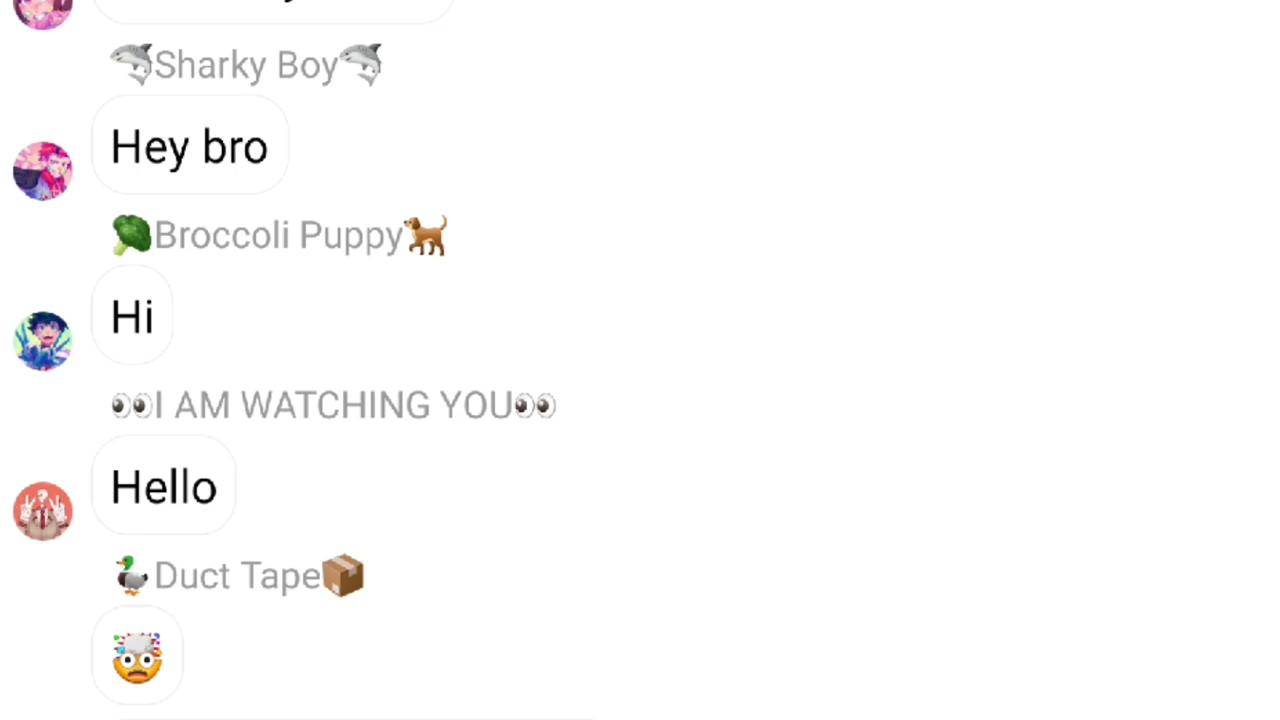 🦈Sharky Boy🦈
Hey bro
🥦Broccoli Puppy🐕
Hi
👀I AM WATCHING YOU👀
Hello
🦆Duct Tape📦
🤯